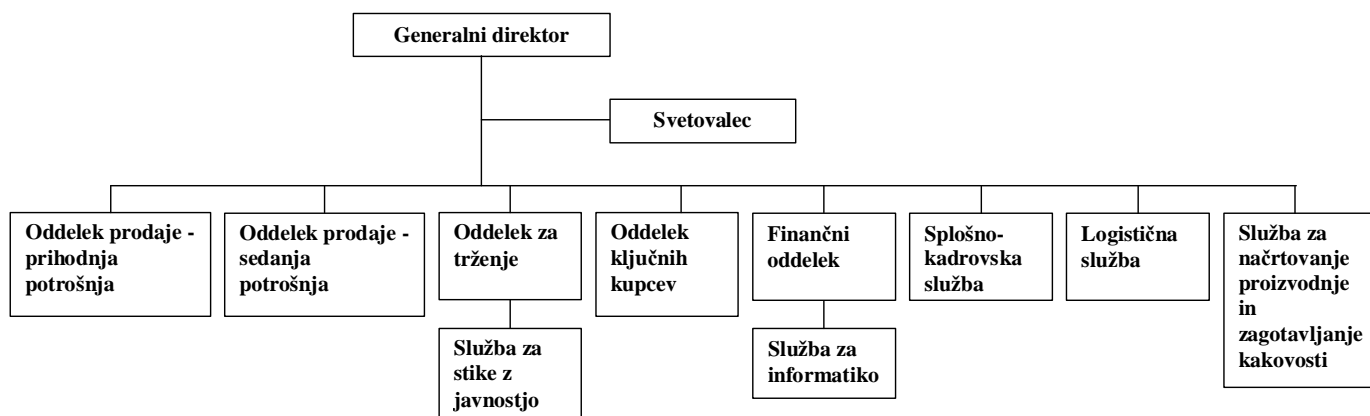 Generalni direktor
Svetovalec
Oddelek prodaje -
prihodnja
potrošnja
Oddelek prodaje -
sedanja
potrošnja
Oddelek za
trženje
Oddelek
ključnih
kupcev
Finančni
oddelek
Splošno-
kadrovska
služba
Logistična
služba
Služba za
načrtovanje
proizvodnje
in
zagotavljanje
kakovosti
Služba za
stike z
javnostjo
Služba za
informatiko